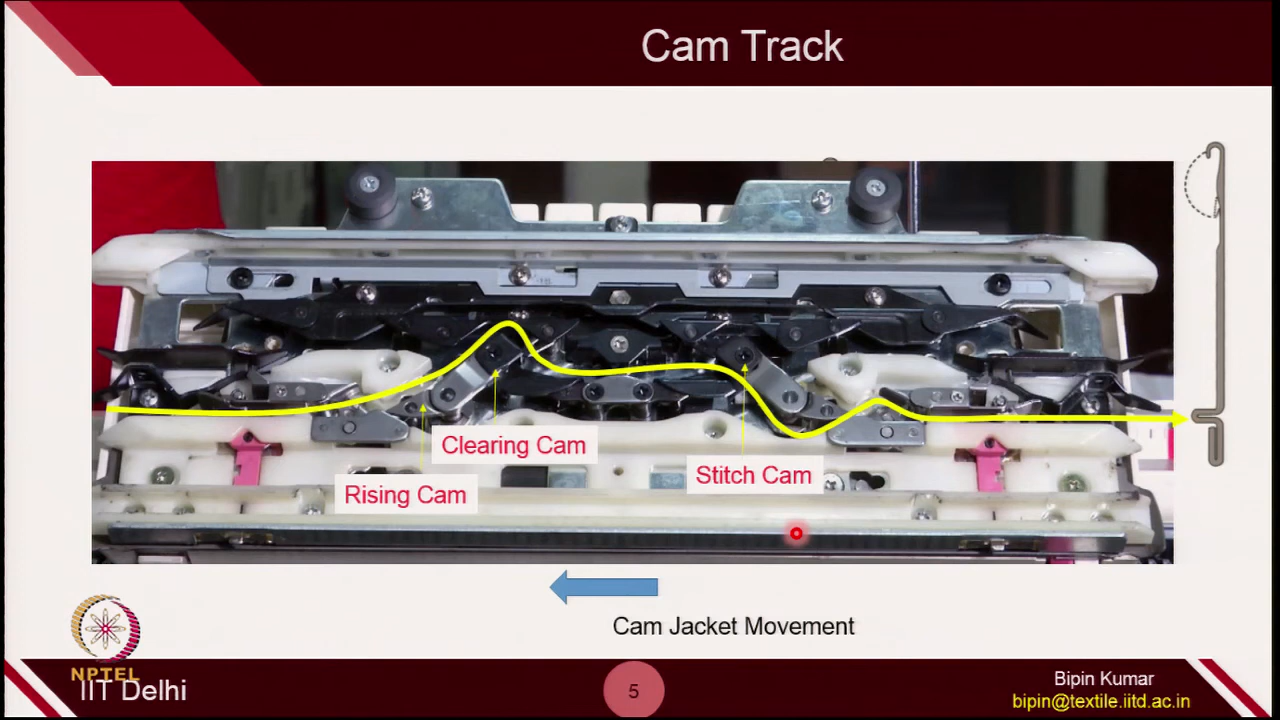 Cam Track
Clearing Cam
Rising Cam
Stitch Cam
Cam Jacket Movement
NPTEL
IIT Delhi
5
Bipin Kumar
bipin@textile.iitd.ac.in